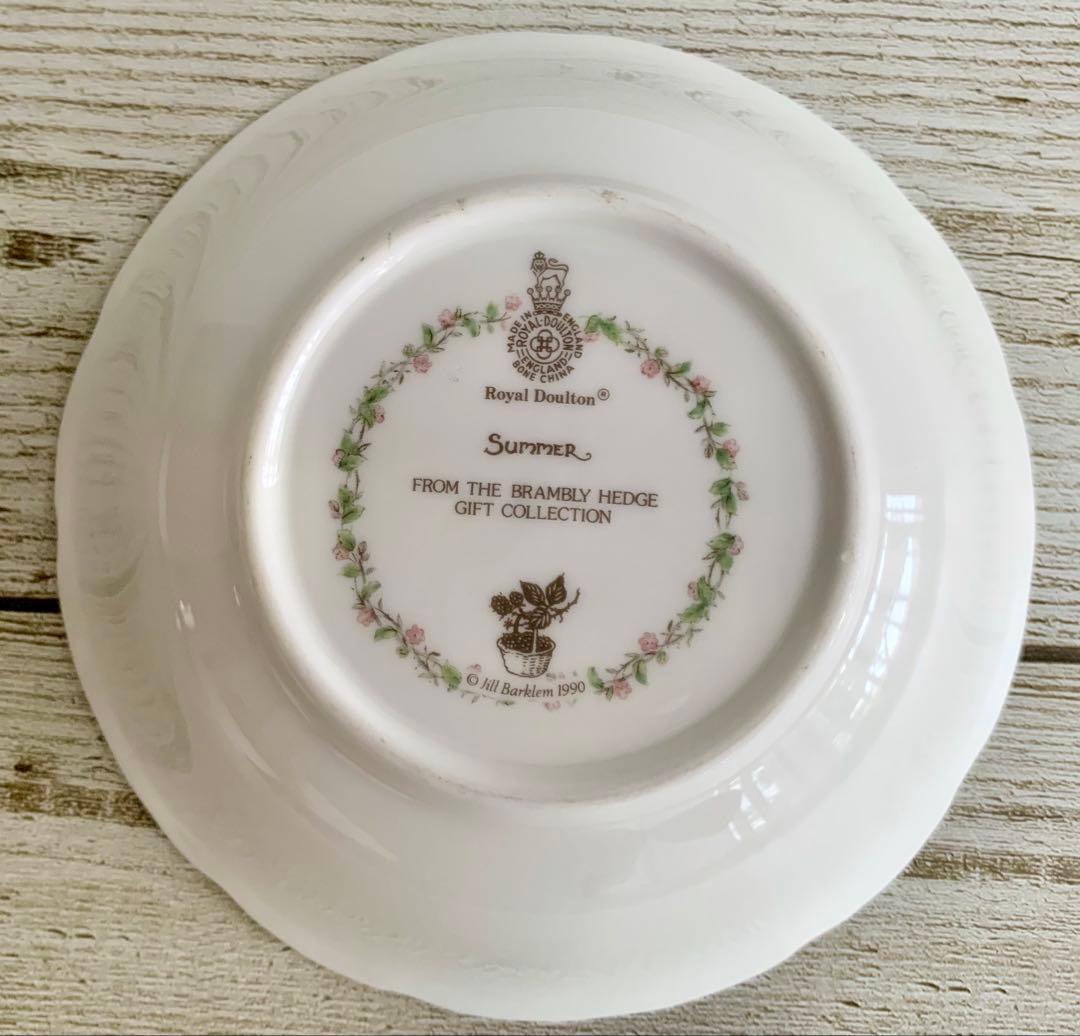 MADE IN ENGLAND
ROYAL·DOULTON
ENGLAND
BONE CHINA
Royal Doulton®
Summer
FROM THE BRAMBLY HEDGE
GIFT COLLECTION
© Jill Barklem 1990